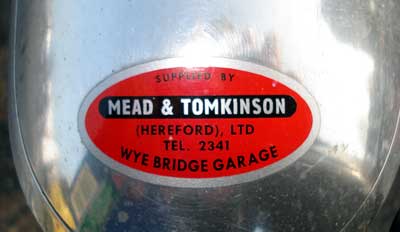 SUPPLIED BY
MEAD & TOMKINSON
(HEREFORD), LTD
TEL. 2341
WYE BRIDGE GARAGE